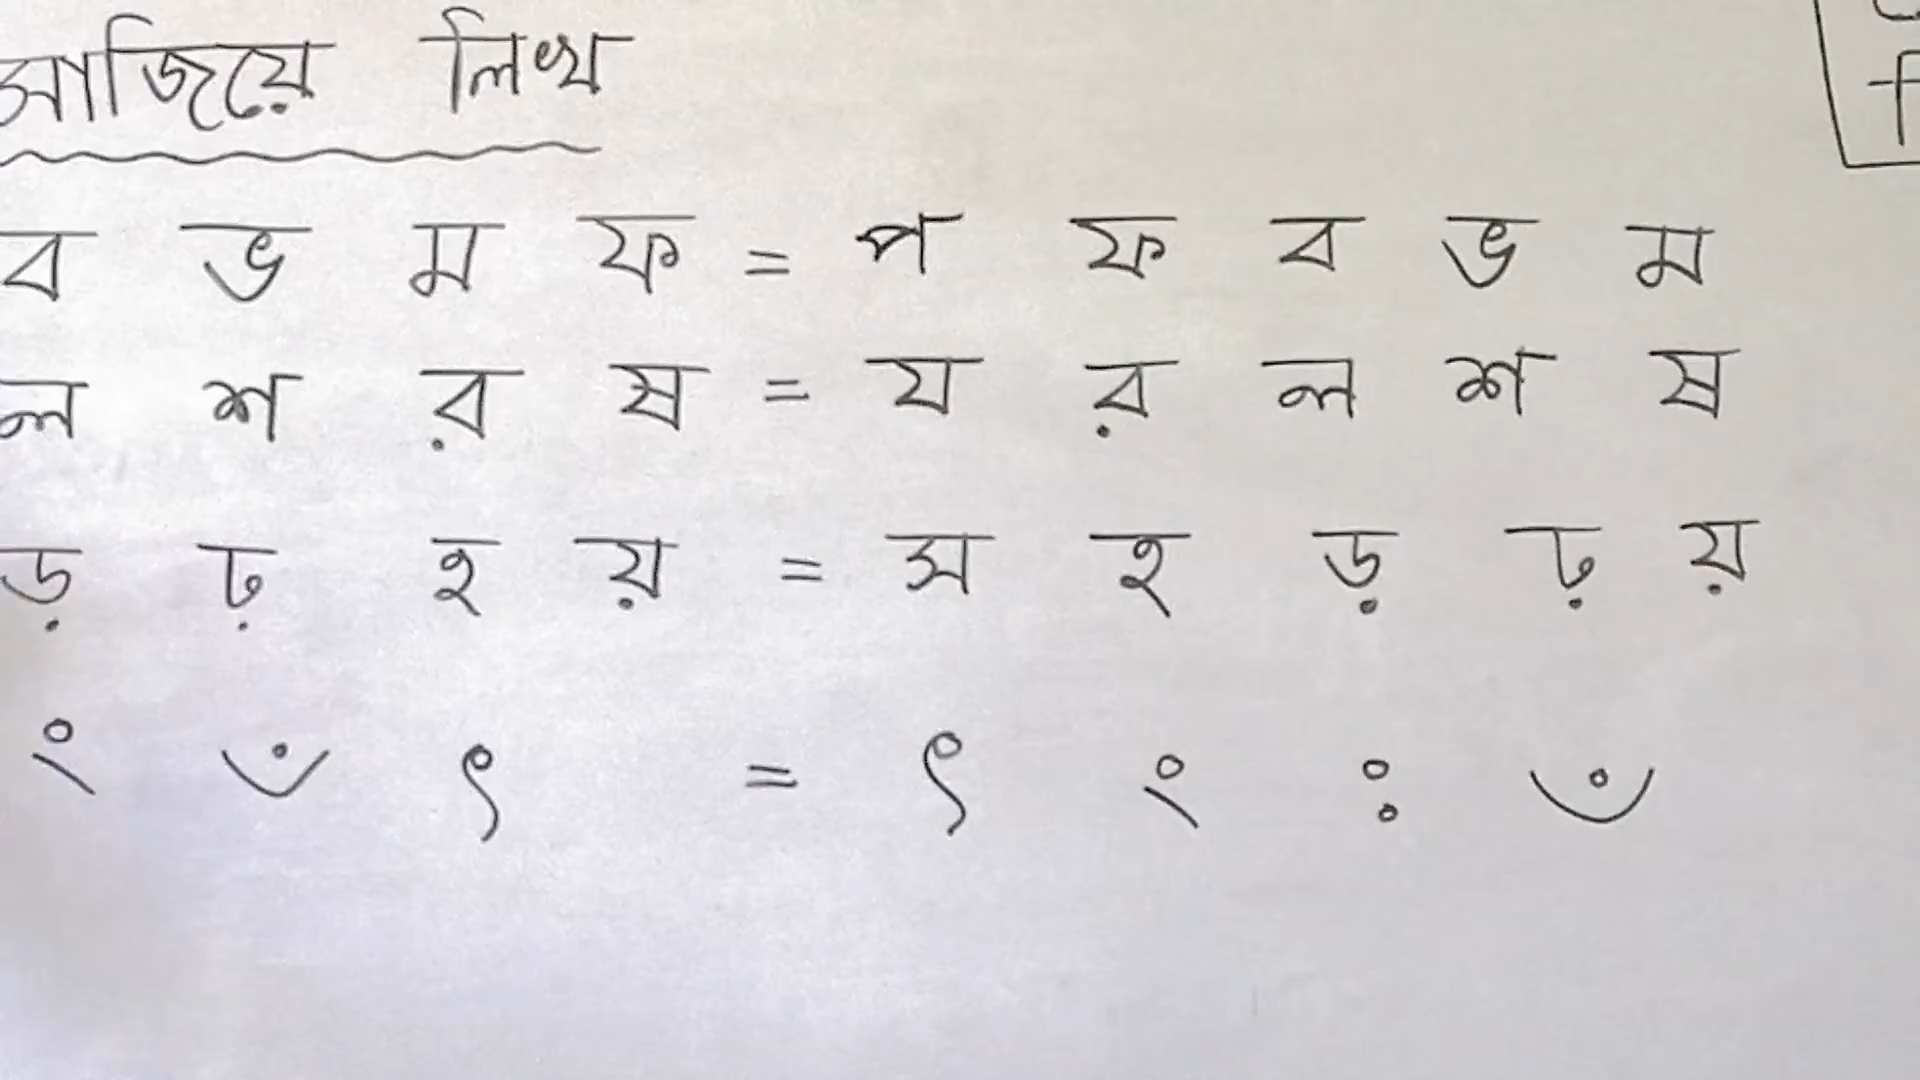 সাজিয়ে লিখ
ব ভ ম ফ = প ফ ব ভ ম
ল শ র ষ = য র ল শ ষ
ড় ঢ় হ য় = স হ ড় ঢ় য়
ং ঁ ৎ = ৎ ং ঃ ঁ